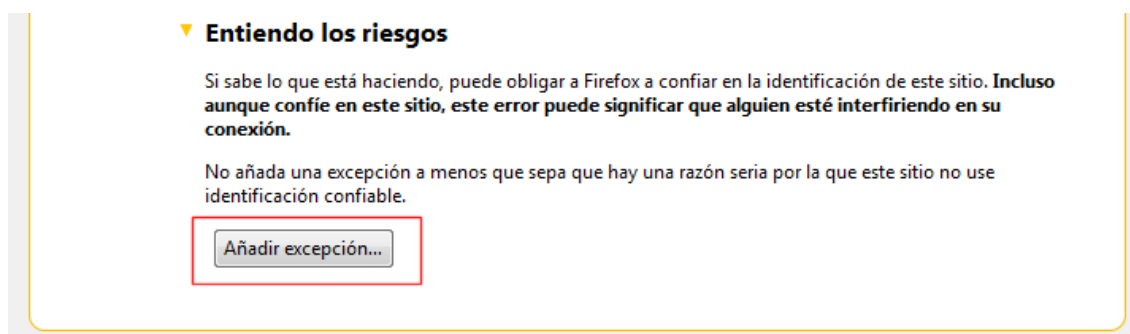 Entiendo los riesgos
Si sabe lo que está haciendo, puede obligar a Firefox a confiar en la identificación de este sitio. Incluso
aunque confíe en este sitio, este error puede significar que alguien esté interfiriendo en su
conexión.
No añada una excepción a menos que sepa que hay una razón seria por la que este sitio no use
identificación confiable.
Añadir excepción...